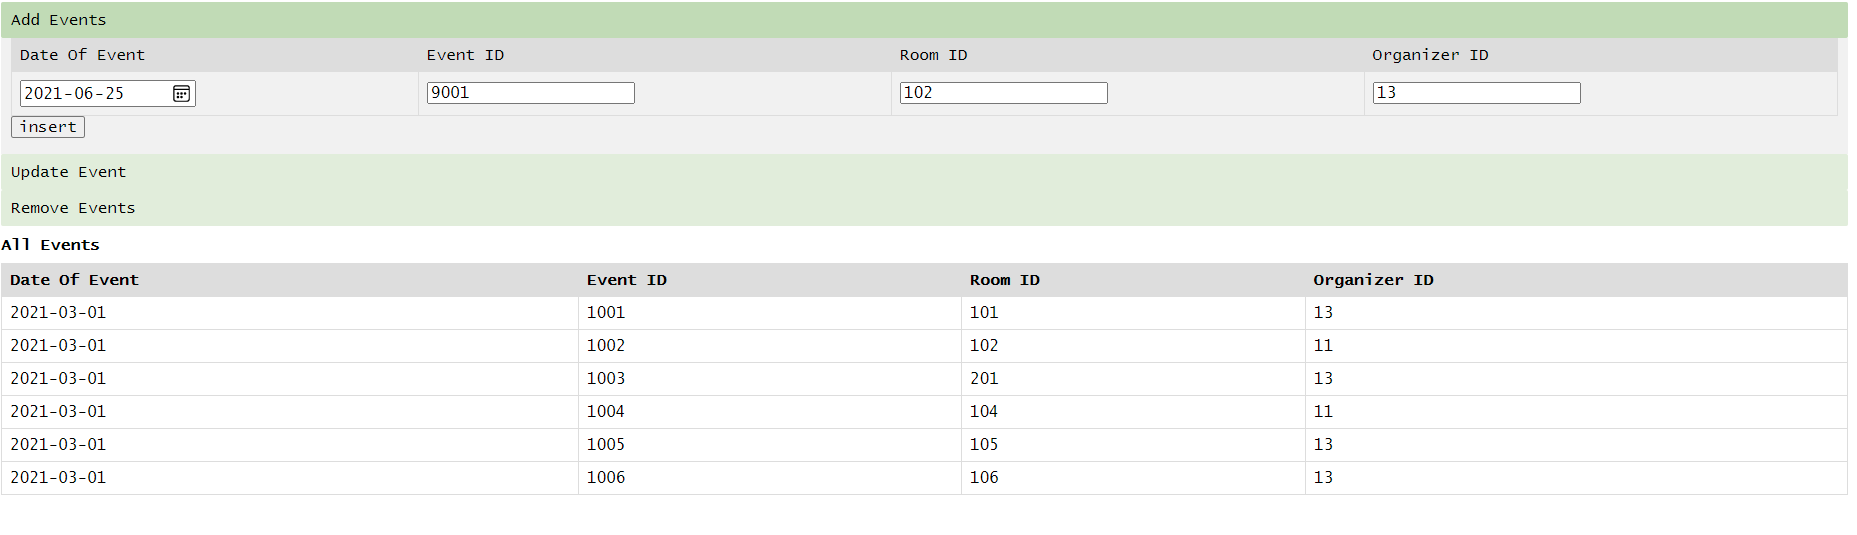 Add Events
Date Of Event Event ID Room ID Organizer ID
2021-06-25 9001 102 13
insert
Update Event
Remove Events
All Events
Date Of Event Event ID Room ID Organizer ID
2021-03-01 1001 101 13
2021-03-01 1002 102 11
2021-03-01 1003 201 13
2021-03-01 1004 104 11
2021-03-01 1005 105 13
2021-03-01 1006 106 13